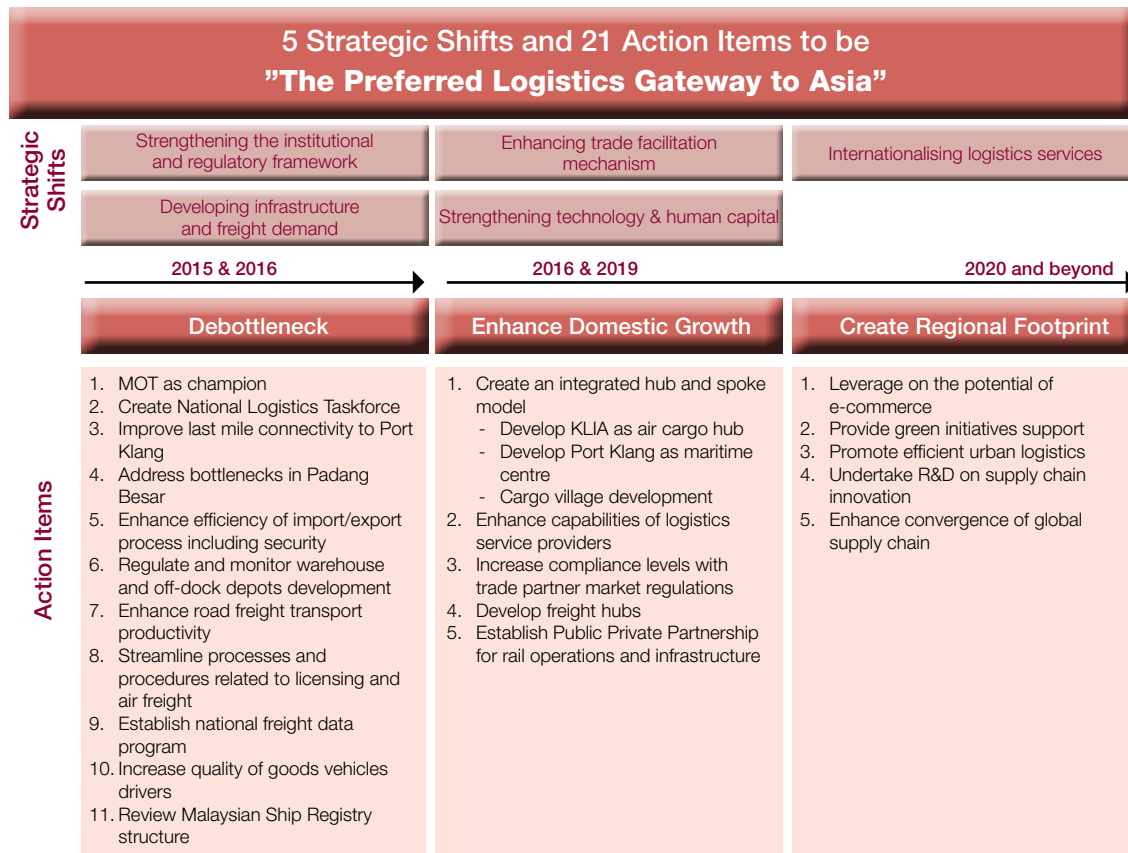 5 Strategic Shifts and 21 Action Items to be
”The Preferred Logistics Gateway to Asia”
Strategic
Shifts
Strengthening the institutional
and regulatory framework
Enhancing trade facilitation
mechanism
Internationalising logistics services
Developing infrastructure
and freight demand
Strengthening technology & human capital
2015 & 2016
2016 & 2019
2020 and beyond
Debottleneck
Enhance Domestic Growth
Create Regional Footprint
Action Items
1. MOT as champion
2. Create National Logistics Taskforce
3. Improve last mile connectivity to Port
Klang
4. Address bottlenecks in Padang
Besar
5. Enhance efficiency of import/export
process including security
6. Regulate and monitor warehouse
and off-dock depots development
7. Enhance road freight transport
productivity
8. Streamline processes and
procedures related to licensing and
air freight
9. Establish national freight data
program
10. Increase quality of goods vehicles
drivers
11. Review Malaysian Ship Registry
structure
1. Create an integrated hub and spoke
model
- Develop KLIA as air cargo hub
- Develop Port Klang as maritime
centre
- Cargo village development
2. Enhance capabilities of logistics
service providers
3. Increase compliance levels with
trade partner market regulations
4. Develop freight hubs
5. Establish Public Private Partnership
for rail operations and infrastructure
1. Leverage on the potential of
e-commerce
2. Provide green initiatives support
3. Promote efficient urban logistics
4. Undertake R&D on supply chain
innovation
5. Enhance convergence of global
supply chain